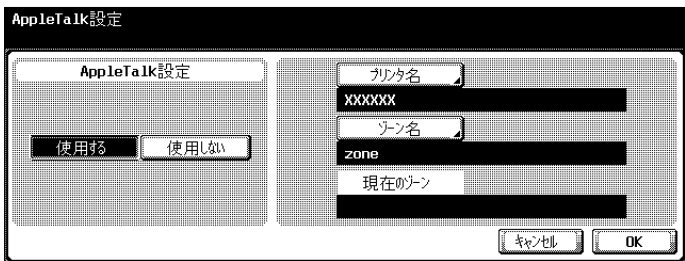 AppleTalk設定
AppleTalk設定
使用する
使用しない
プリンタ名
XXXXXX
ゾーン名
zone
現在のゾーン
キャンセル
OK